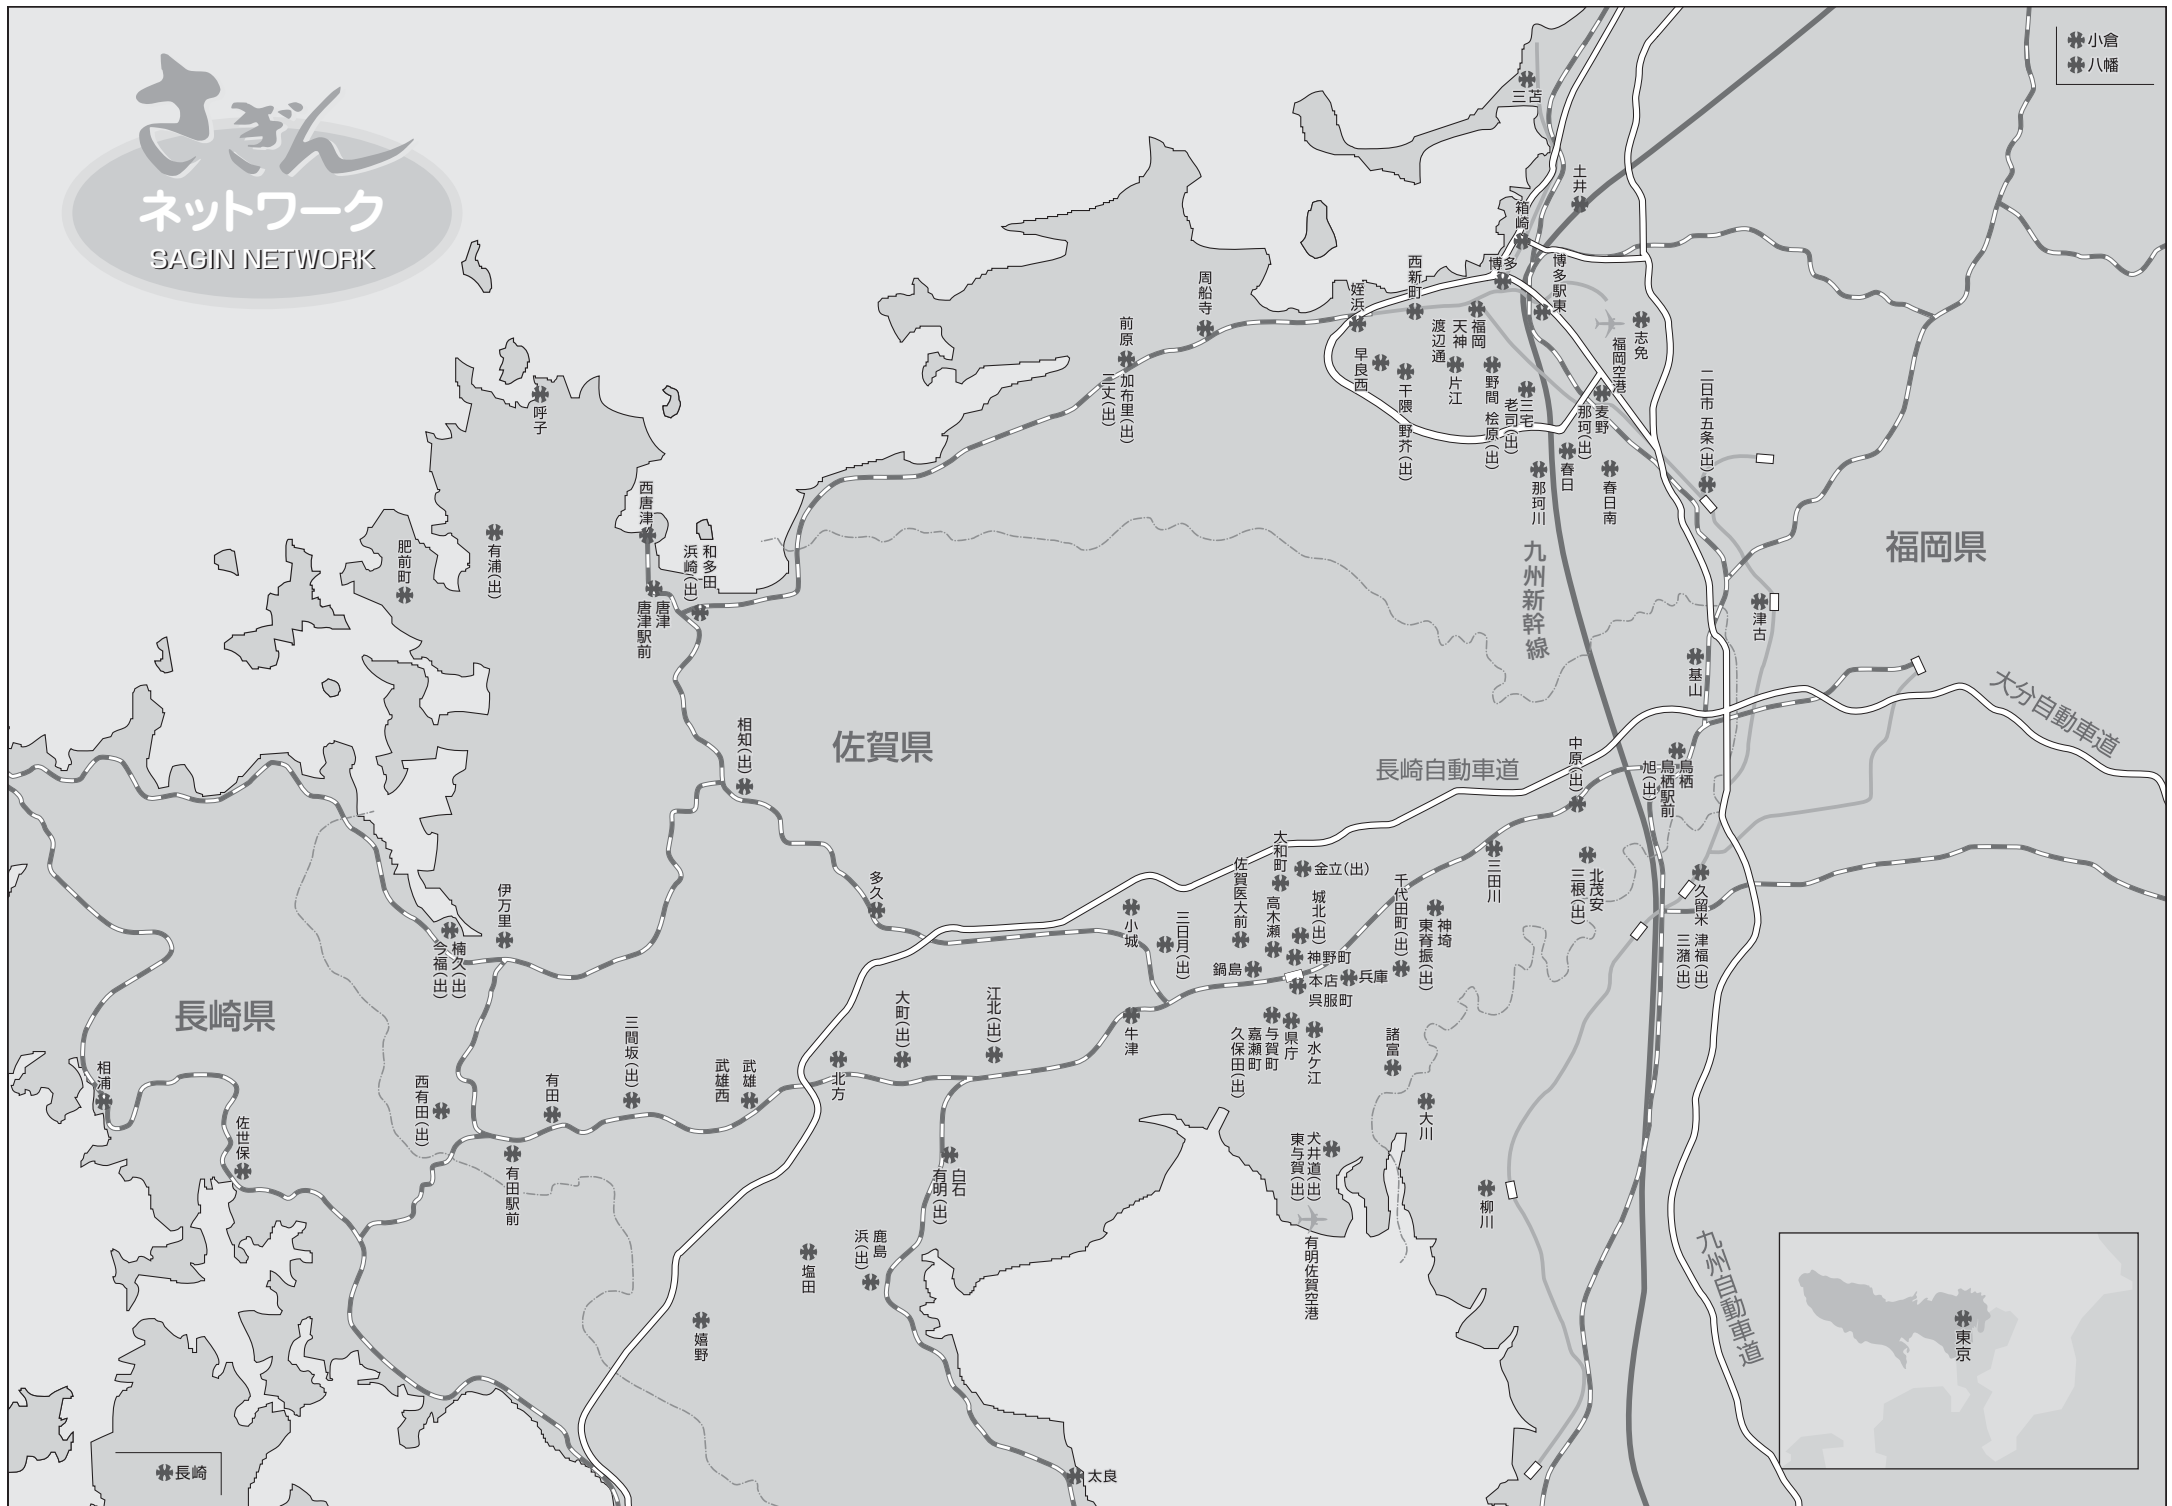 さぎん
ネットワーク
SAGIN NETWORK
小倉
八幡
三苫
土井
箱崎
博多
博多駅東
西新町
姪浜
周船寺
前原
加布里(出)
二丈(出)
福岡
天神
渡辺通
志免
福岡空港
早良西
干隈
野芥(出)
片江
野間
桧原(出)
三宅
老司(出)
麦野
那珂(出)
春日
春日南
那珂川
二日市
五条(出)
呼子
西唐津
有浦(出)
肥前町
和多田
浜崎(出)
唐津
唐津駅前
九州新幹線
福岡県
津古
基山
大分自動車道
佐賀県
相知(出)
長崎自動車道
中原(出)
鳥栖
鳥栖駅前
旭(出)
大和町
金立(出)
佐賀医大前
高木瀬
城北(出)
千代田町(出)
神埼
東脊振(出)
三田川
北茂安
三根(出)
久留米
津福(出)
三潴(出)
多久
伊万里
楠久(出)
今福(出)
小城
三日月(出)
鍋島
神野町
本店
呉服町
兵庫
長崎県
相浦
佐世保
西有田(出)
有田
三間坂(出)
武雄
武雄西
北方
大町(出)
江北(出)
牛津
与賀町
嘉瀬町
久保田(出)
県庁
水ケ江
諸富
大川
有田駅前
白石
有明(出)
犬井道(出)
東与賀(出)
有明佐賀空港
柳川
塩田
鹿島
浜(出)
嬉野
九州自動車道
東京
長崎
太良